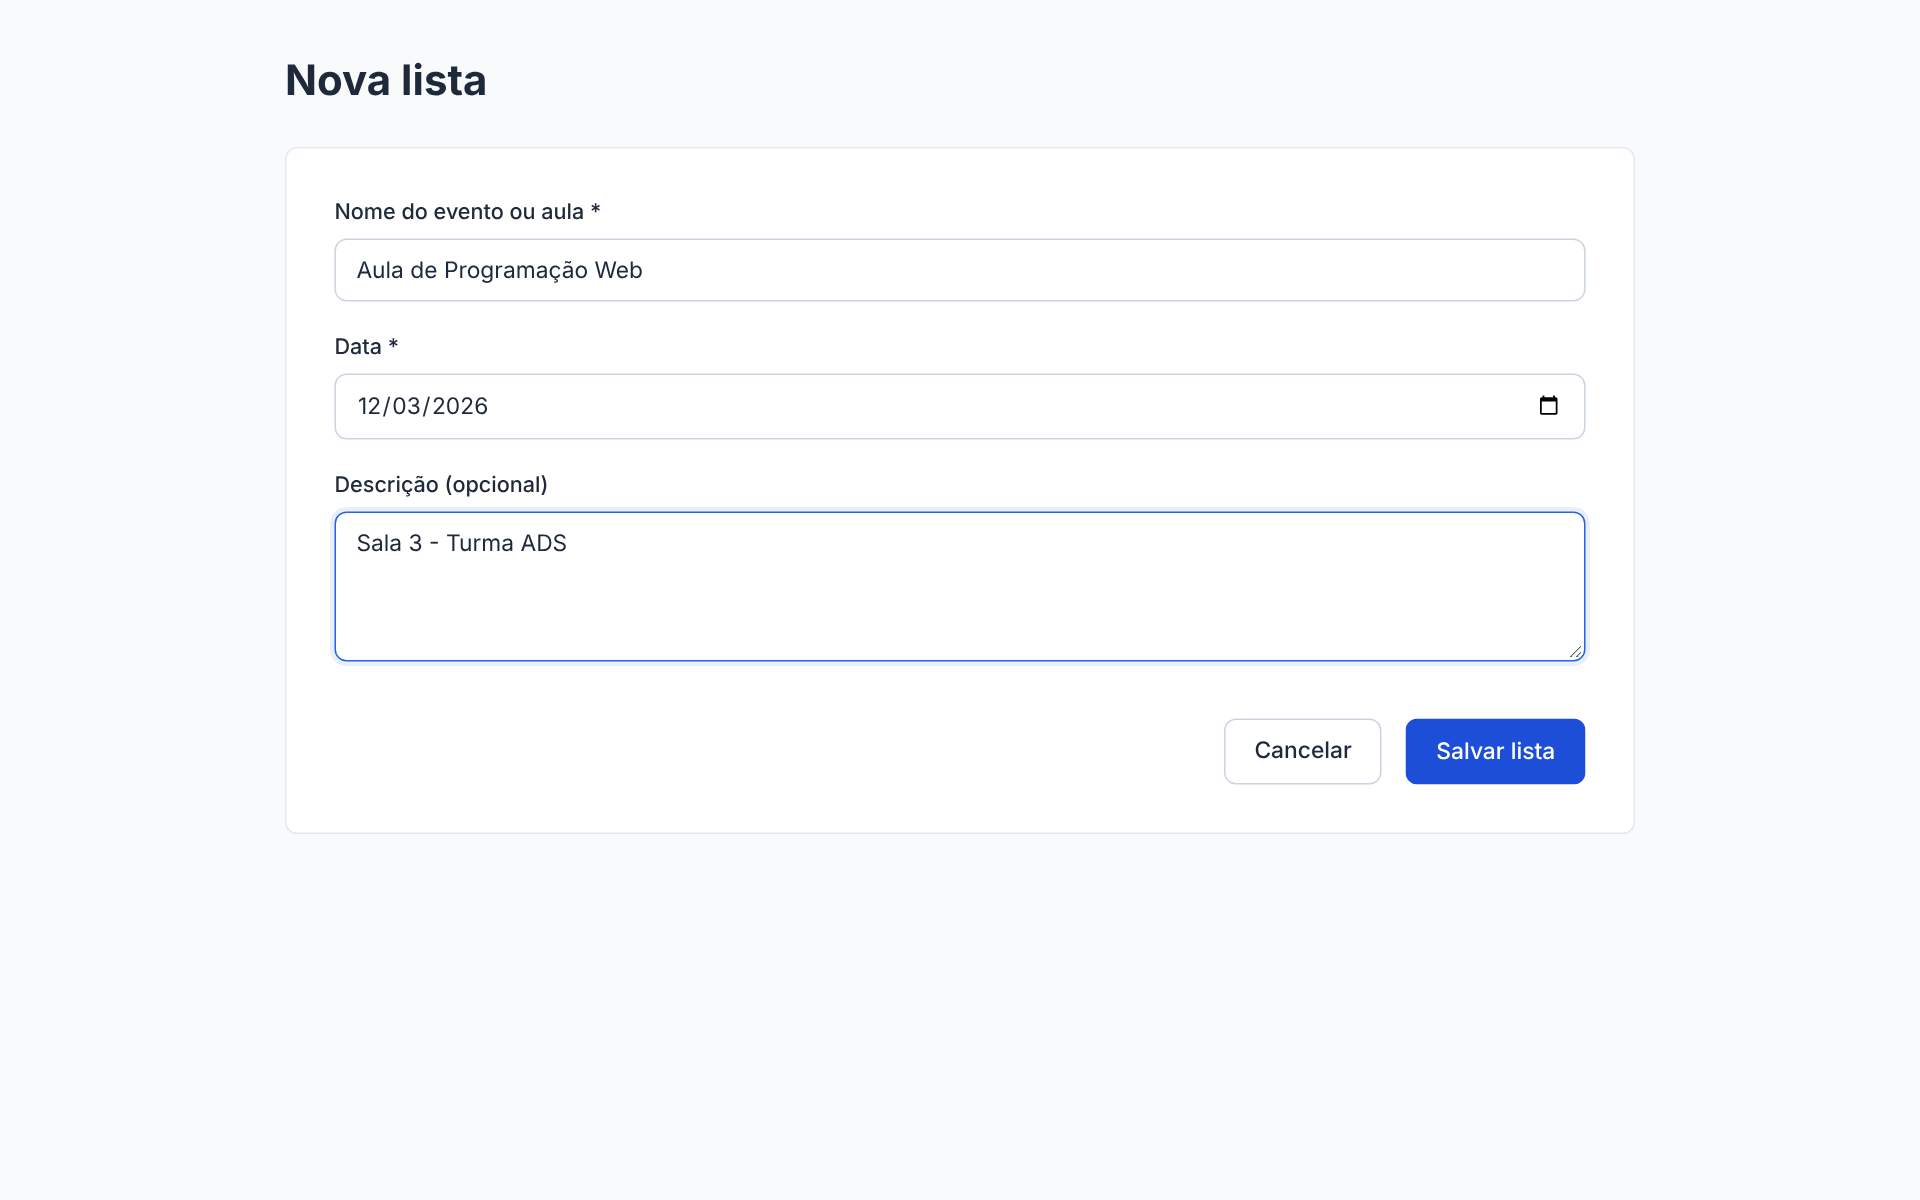 Nova lista
Nome do evento ou aula *
Aula de Programação Web
Data *
12/03/2026
Descrição (opcional)
Sala 3 - Turma ADS
Cancelar
Salvar lista